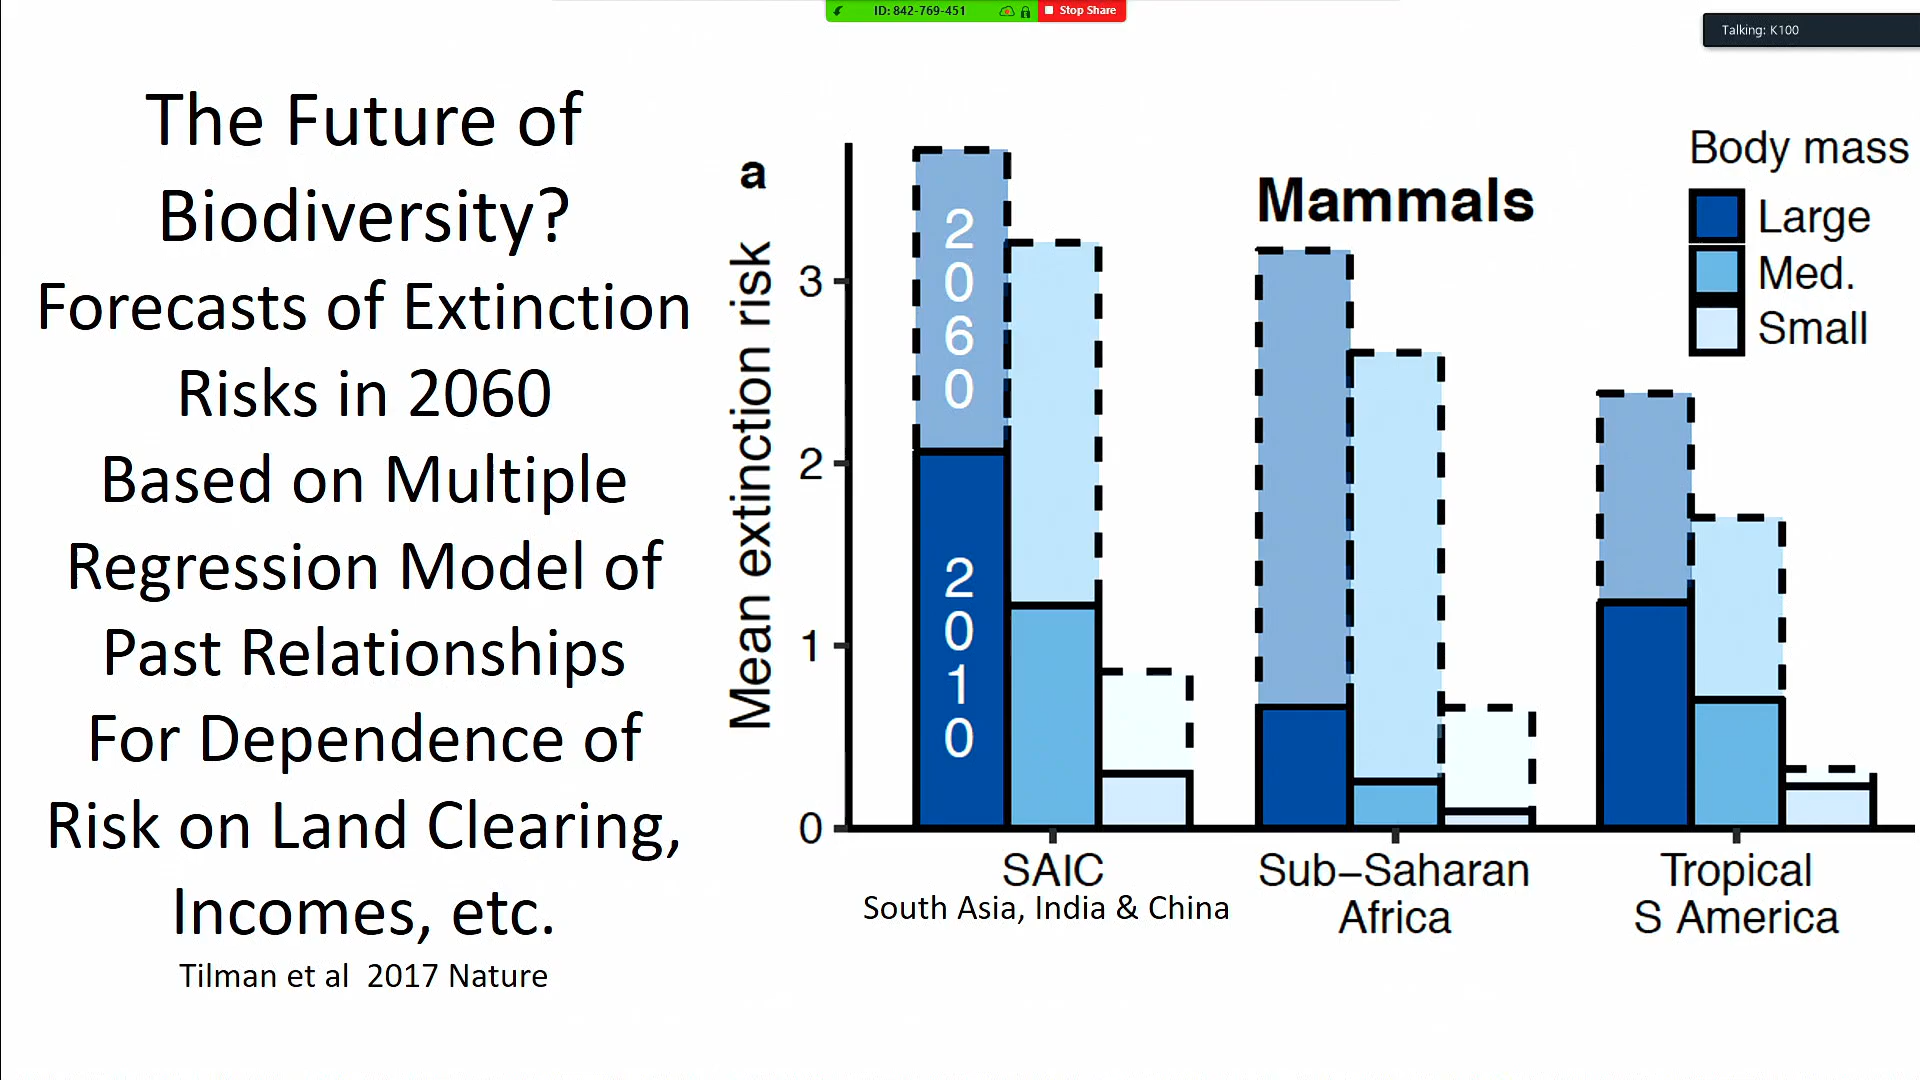 ID: 842-769-451
Stop Share
Talking: K100
The Future of
Biodiversity?
Forecasts of Extinction
Risks in 2060
Based on Multiple
Regression Model of
Past Relationships
For Dependence of
Risk on Land Clearing,
Incomes, etc.
Tilman et al 2017 Nature
a
Mammals
Body mass
Large
Med.
Small
Mean extinction risk
3
2
1
0
2060
2010
SAIC
South Asia, India & China
Sub–Saharan
Africa
Tropical
S America